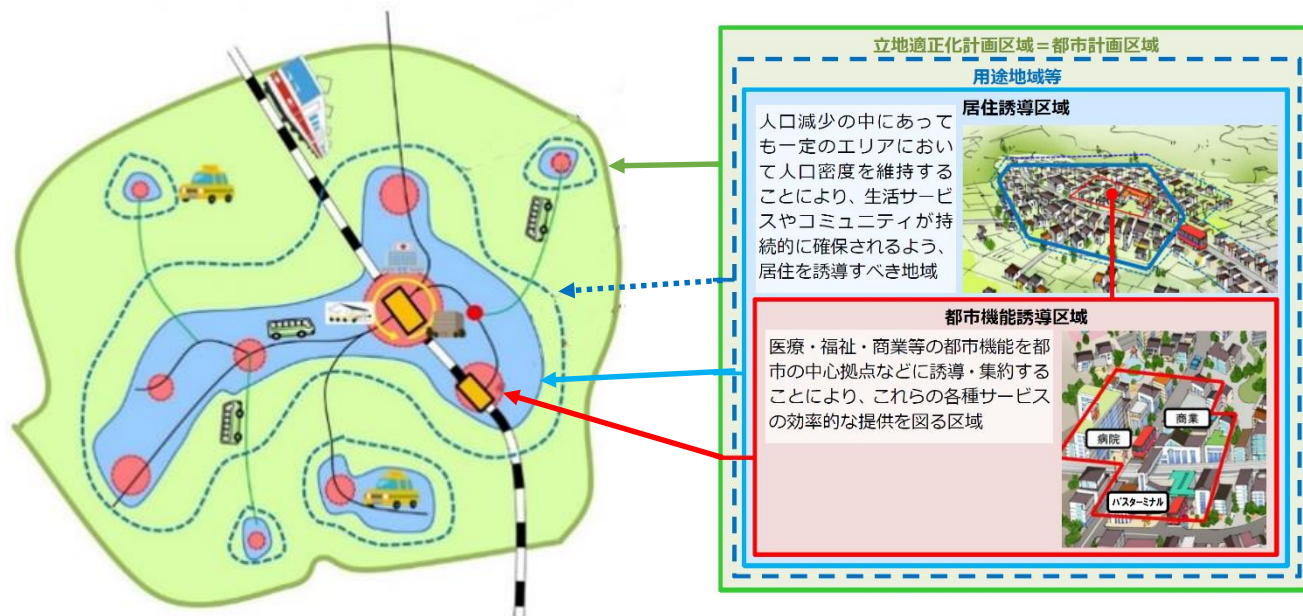 立地適正化計画区域＝都市計画区域
用途地域等
居住誘導区域
人口減少の中にあって
も一定のエリアにおい
て人口密度を維持する
ことにより、生活サービ
スやコミュニティが持
続的に確保されるよう、
居住を誘導すべき地域
都市機能誘導区域
医療・福祉・商業等の都市機能を都
市の中心拠点などに誘導・集約する
ことにより、これらの各種サービス
の効率的な提供を図る区域
商業
病院
バスターミナル